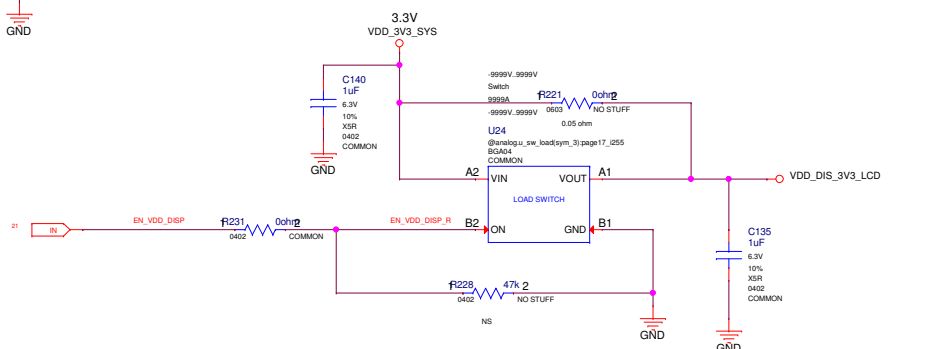 GND
3.3V
VDD_3V3_SYS
C140
1uF
6.3V
10%
X5R
0402
COMMON
GND
-9999V..9999V
Switch
9999A
-9999V..9999V
1 R221 0ohm 2
0603 NO STUFF
0.05 ohm
U24
@analog.u_sw_load(sym_3):page17_i255
BGA04
COMMON
A2 VIN VOUT A1
VDD_DIS_3V3_LCD
LOAD SWITCH
21 IN EN_VDD_DISP
1 R231 0ohm 2
0402 COMMON
EN_VDD_DISP_R
B2 ON GND B1
C135
1uF
6.3V
10%
X5R
0402
COMMON
1 R228 47k 2
0402 NO STUFF
NS
GND
GND